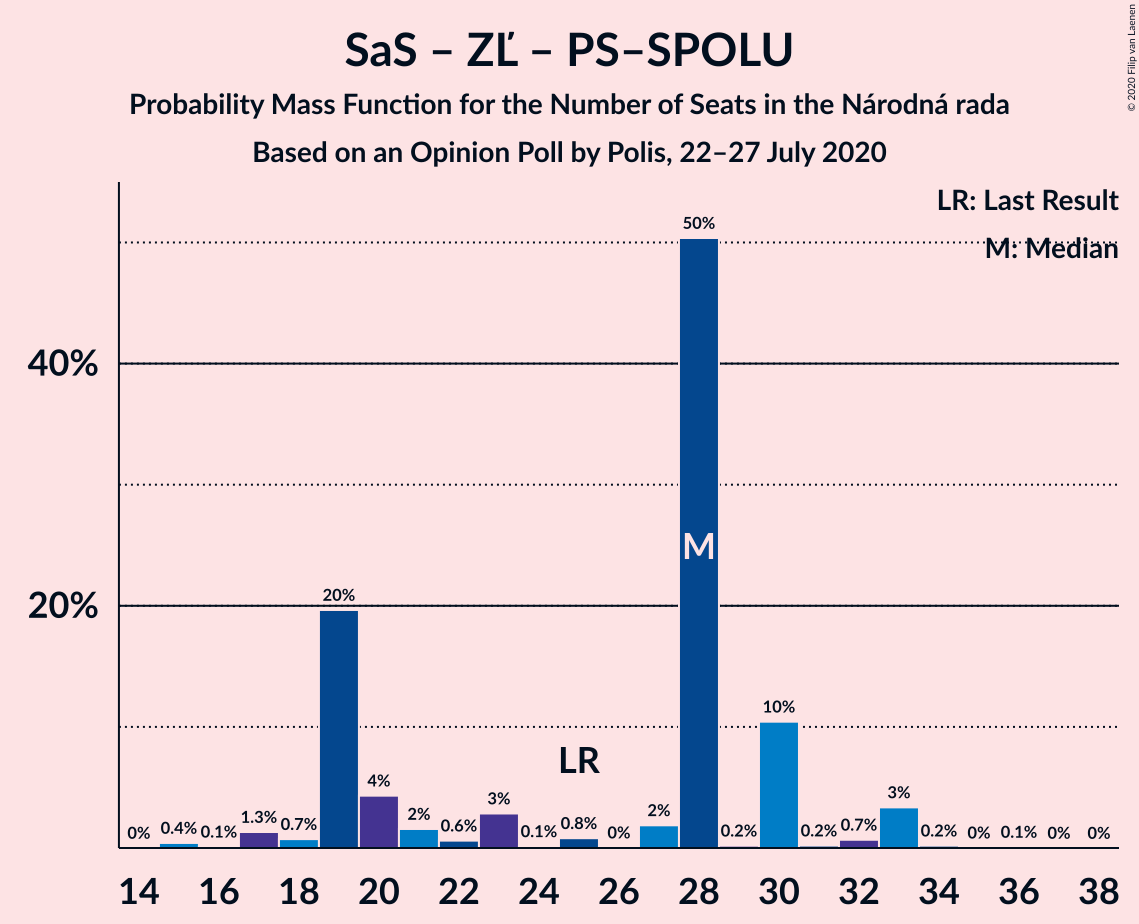 © 2020 Filip van Laenen
SaS – ZĽ – PS–SPOLU
Probability Mass Function for the Number of Seats in the Národná rada
Based on an Opinion Poll by Polis, 22–27 July 2020
LR: Last Result
M: Median
50%
40%
M
20%
20%
10%
LR
4%
3%
3%
0% 0.4% 0.1% 1.3% 0.7% 2% 0.6% 0.1% 0.8% 0% 2% 0.2% 0.2% 0.7% 0.2% 0% 0.1% 0% 0%
14 16 18 20 22 24 26 28 30 32 34 36 38